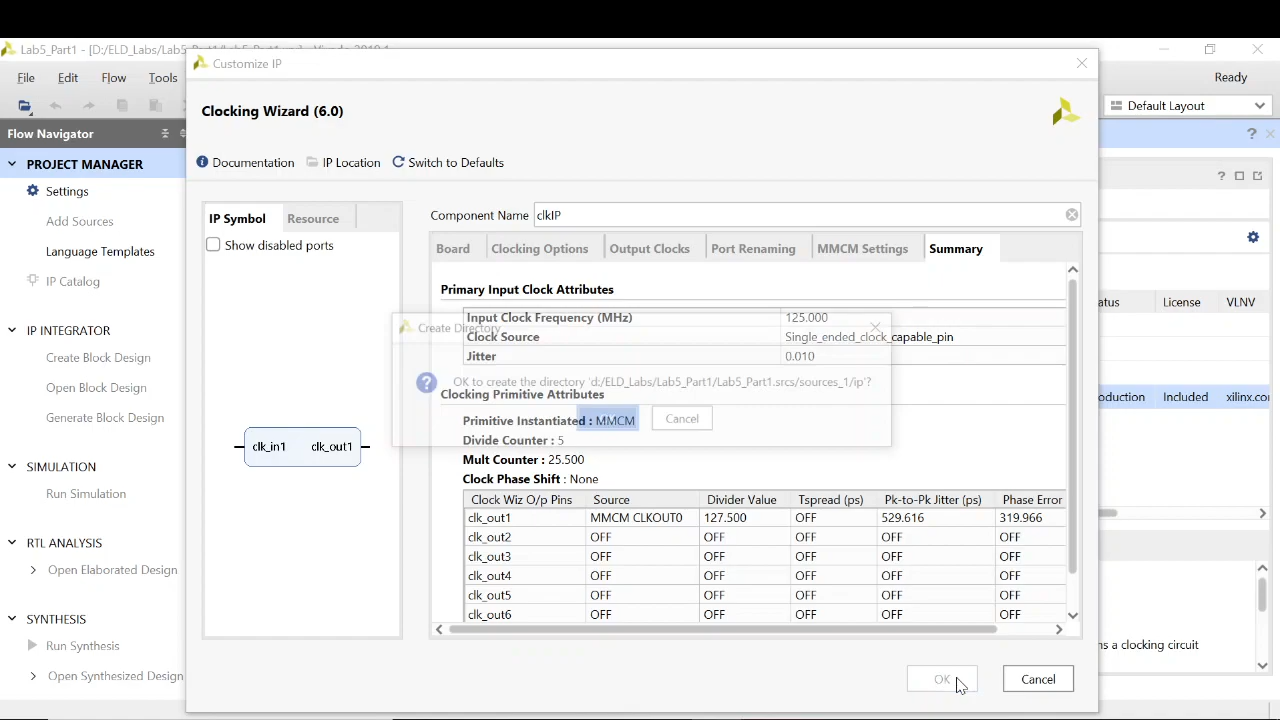 Lab5_Part1 - [D:/ELD_Labs/Lab5
Customize IP
File Edit Flow Tools
Ready
Clocking Wizard (6.0)
Default Layout
Flow Navigator
PROJECT MANAGER
Settings
Add Sources
Language Templates
IP Catalog
IP INTEGRATOR
Create Block Design
Open Block Design
Generate Block Design
SIMULATION
Run Simulation
RTL ANALYSIS
Open Elaborated Design
SYNTHESIS
Run Synthesis
Open Synthesized Design
Documentation IP Location Switch to Defaults
IP Symbol Resource
Show disabled ports
clk_in1 clk_out1
Component Name clkIP
Board Clocking Options Output Clocks Port Renaming MMCM Settings Summary
Primary Input Clock Attributes
Input Clock Frequency (MHz) 125.000
Clock Source Single_ended_clock_capable_pin
Jitter 0.010
Create Directory
OK to create the directory 'd:/ELD_Labs/Lab5_Part1/Lab5_Part1.srcs/sources_1/ip'?
Cancel
Clocking Primitive Attributes
Primitive Instantiated : MMCM
Divide Counter : 5
Mult Counter : 25.500
Clock Phase Shift : None
Clock Wiz O/p Pins Source Divider Value Tspread (ps) Pk-to-Pk Jitter (ps) Phase Error
clk_out1 MMCM CLKOUT0 127.500 OFF 529.616 319.966
clk_out2 OFF OFF OFF OFF OFF
clk_out3 OFF OFF OFF OFF OFF
clk_out4 OFF OFF OFF OFF OFF
clk_out5 OFF OFF OFF OFF OFF
clk_out6 OFF OFF OFF OFF OFF
OK Cancel
atus License VLNV
oduction Included xilinx.co
ns a clocking circuit